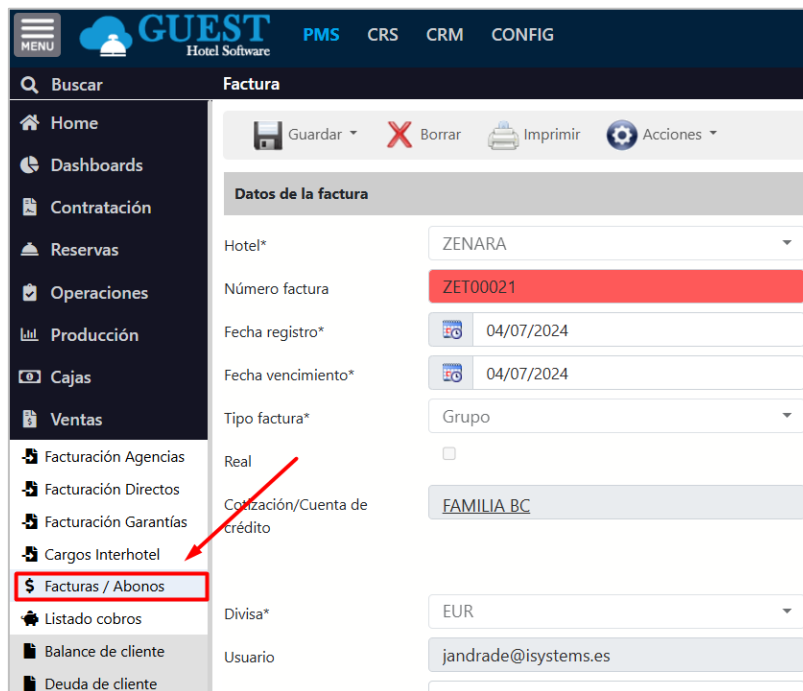 MENU
GUEST
Hotel Software
PMS CRS CRM CONFIG
Buscar
Factura
Home
Dashboards
Contratación
Reservas
Operaciones
Producción
Cajas
Ventas
Facturación Agencias
Facturación Directos
Facturación Garantías
Cargos Interhotel
$ Facturas / Abonos
Listado cobros
Balance de cliente
Deuda de cliente
Guardar Borrar Imprimir Acciones
Datos de la factura
Hotel* ZENARA
Número factura ZET00021
Fecha registro* 04/07/2024
Fecha vencimiento* 04/07/2024
Tipo factura* Grupo
Real
Cotización/Cuenta de
crédito
FAMILIA BC
Divisa* EUR
Usuario jandrade@isystems.es